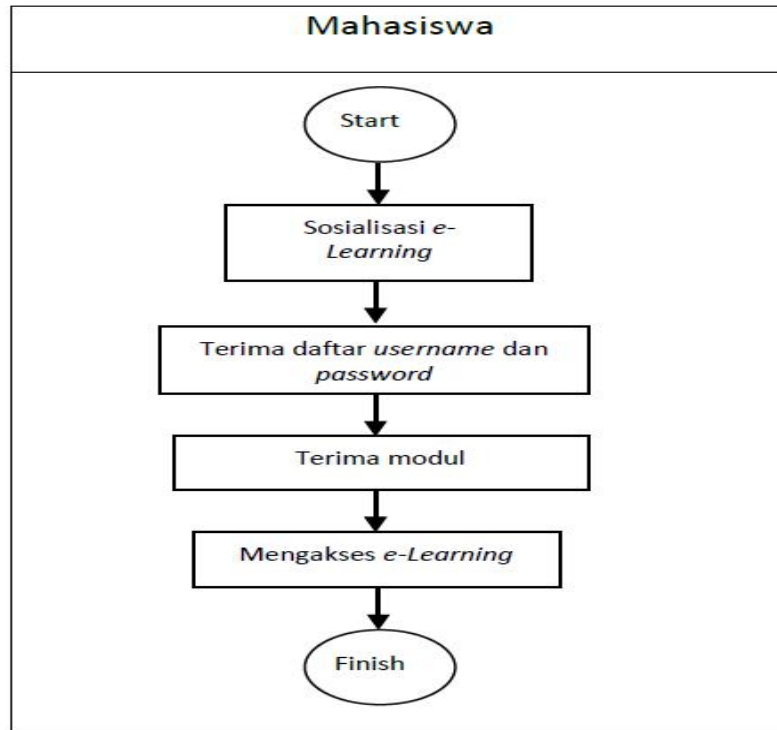 Mahasiswa
Start
Sosialisasi e-
Learning
Terima daftar username dan
password
Terima modul
Mengakses e-Learning
Finish